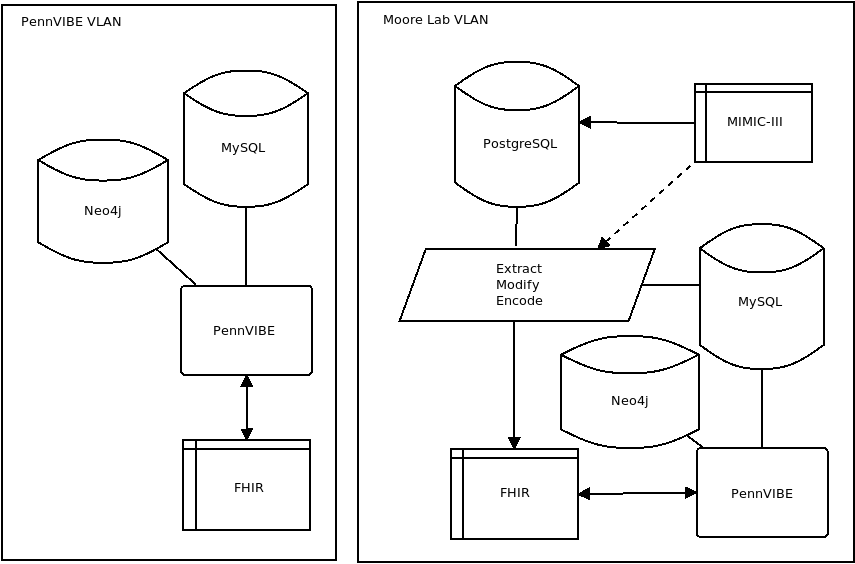 PennVIBE VLAN
MySQL
Neo4j
PennVIBE
FHIR
Moore Lab VLAN
PostgreSQL
MIMIC-III
Extract
Modify
Encode
MySQL
Neo4j
FHIR
PennVIBE